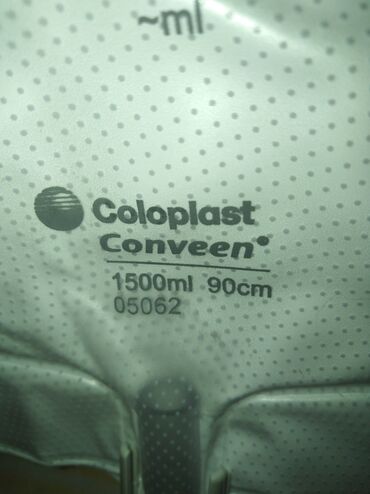 ~ml
Coloplast
Conveen®
1500ml 90cm
05062